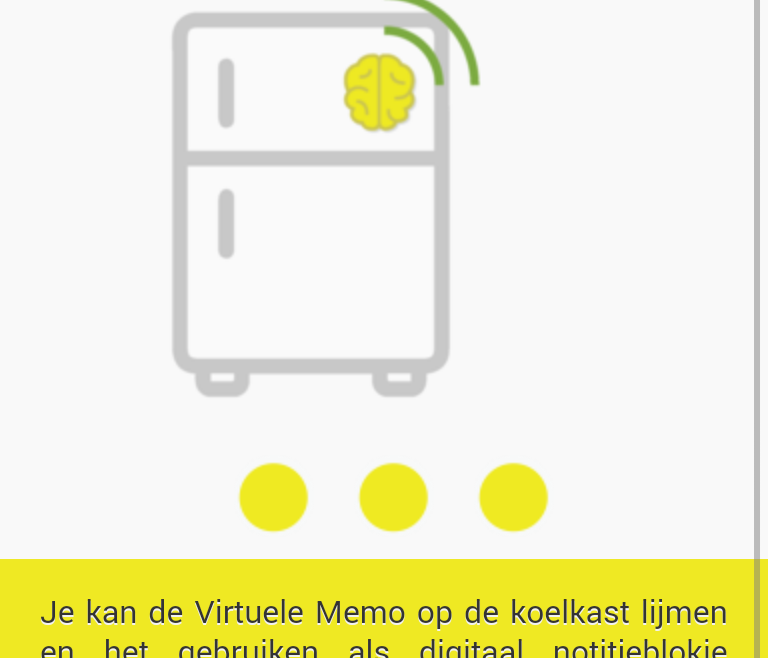 Je kan de Virtuele Memo op de koelkast lijmen
en het gebruiken als digitaal notitieblokje